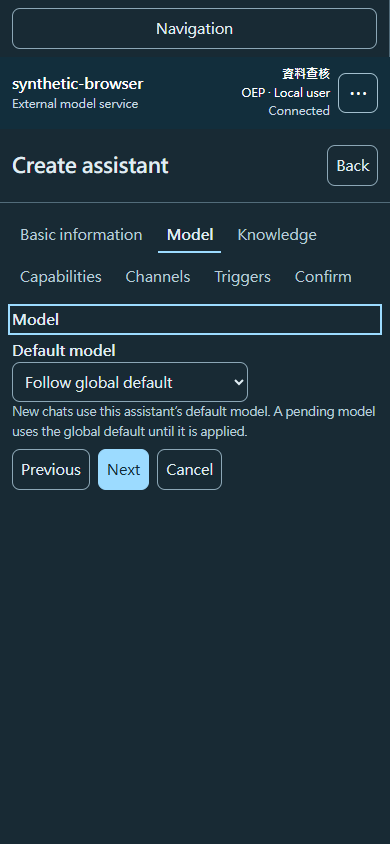 Navigation
synthetic-browser
External model service
資料查核
OEP · Local user
Connected
...
Create assistant
Back
Basic information
Model
Knowledge
Capabilities
Channels
Triggers
Confirm
Model
Default model
Follow global default
New chats use this assistant's default model. A pending model
uses the global default until it is applied.
Previous
Next
Cancel